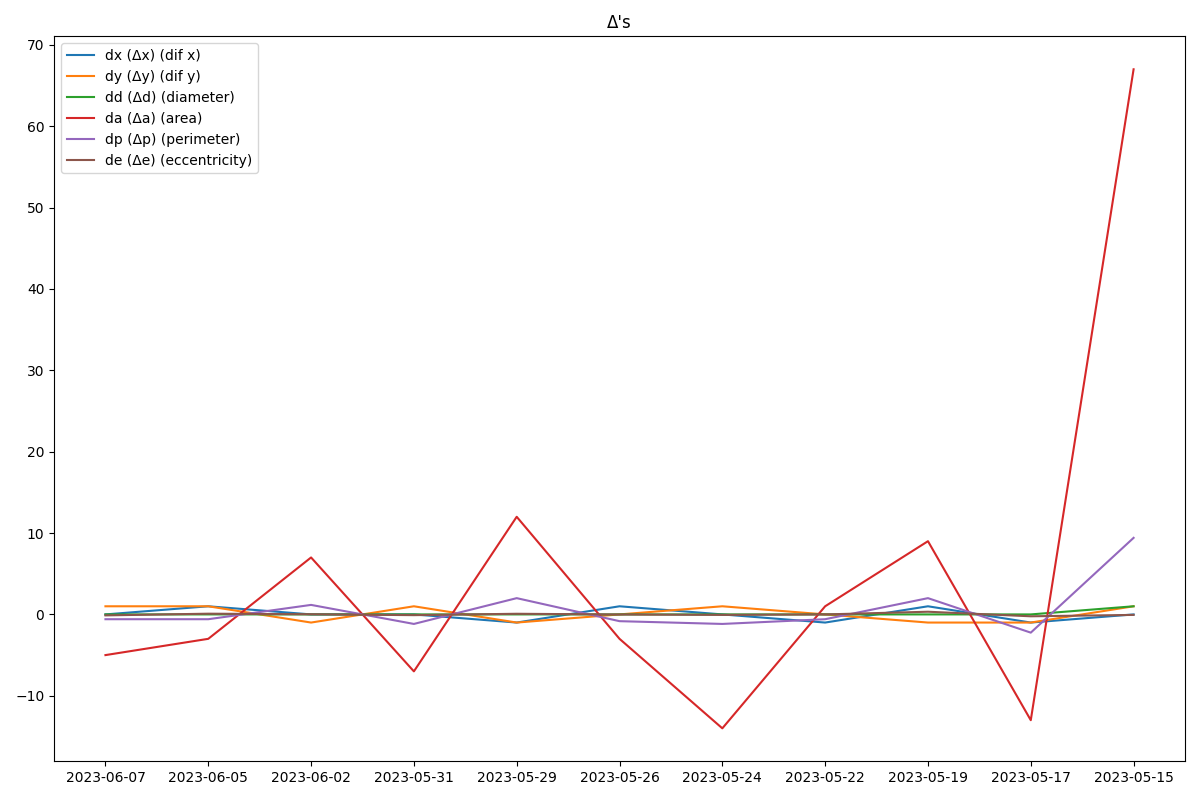 Δ's
dx (Δx) (dif x)
dy (Δy) (dif y)
dd (Δd) (diameter)
da (Δa) (area)
dp (Δp) (perimeter)
de (Δe) (eccentricity)
70
60
50
40
30
20
10
0
−10
2023-06-07 2023-06-05 2023-06-02 2023-05-31 2023-05-29 2023-05-26 2023-05-24 2023-05-22 2023-05-19 2023-05-17 2023-05-15